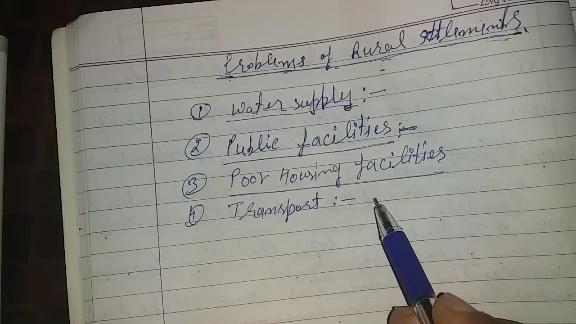 Problems of Rural settlements
① Water supply :-
② Public facilities :-
③ Poor Housing facilities
④ Transport :-